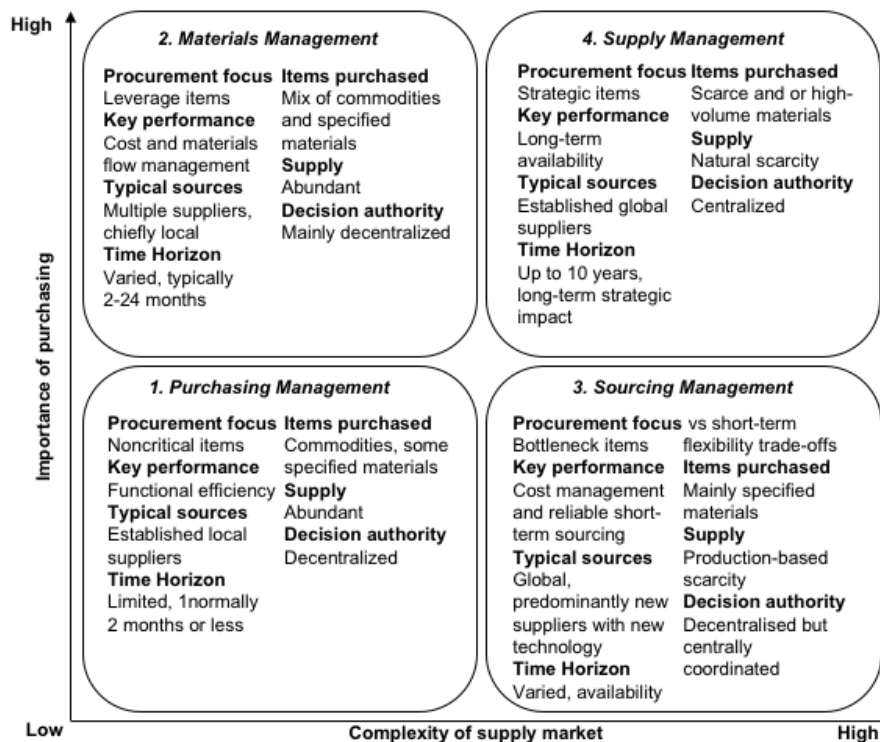 High
Importance of purchasing
2. Materials Management
Procurement focus
Leverage items
Key performance
Cost and materials
flow management
Typical sources
Multiple suppliers,
chiefly local
Time Horizon
Varied, typically
2-24 months
Items purchased
Mix of commodities
and specified
materials
Supply
Abundant
Decision authority
Mainly decentralized
4. Supply Management
Procurement focus
Strategic items
Key performance
Long-term
availability
Typical sources
Established global
suppliers
Time Horizon
Up to 10 years,
long-term strategic
impact
Items purchased
Scarce and or high-
volume materials
Supply
Natural scarcity
Decision authority
Centralized
1. Purchasing Management
Procurement focus
Noncritical items
Key performance
Functional efficiency
Typical sources
Established local
suppliers
Time Horizon
Limited, 1normally
2 months or less
Items purchased
Commodities, some
specified materials
Supply
Abundant
Decision authority
Decentralized
3. Sourcing Management
Procurement focus
Bottleneck items
Key performance
Cost management
and reliable short-
term sourcing
Typical sources
Global,
predominantly new
suppliers with new
technology
Time Horizon
Varied, availability
vs short-term
flexibility trade-offs
Items purchased
Mainly specified
materials
Supply
Production-based
scarcity
Decision authority
Decentralised but
centrally
coordinated
Low
Complexity of supply market
High